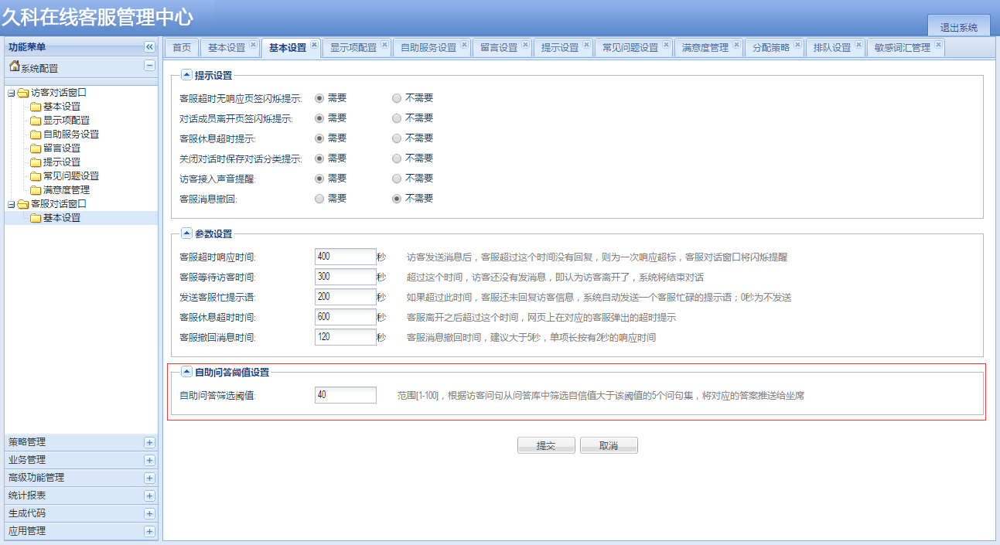 久科在线客服管理中心
退出系统
功能菜单
系统配置
访客对话窗口
基本设置
显示项配置
自助服务设置
留言设置
提示设置
常见问题设置
满意度管理
客服对话窗口
基本设置
策略管理
业务管理
高级功能管理
统计报表
生成代码
应用管理
首页 基本设置 基本设置 显示项配置 自助服务设置 留言设置 提示设置 常见问题设置 满意度管理 分配策略 排队设置 敏感词汇管理
提示设置
客服超时无响应页签闪烁提示: 需要 不需要
对话成员离开页签闪烁提示: 需要 不需要
客服休息超时提示: 需要 不需要
关闭对话时保存对话分类提示: 需要 不需要
访客接入声音提醒: 需要 不需要
客服消息撤回: 需要 不需要
参数设置
客服超时响应时间: 400 秒 访客发送消息后，客服超过这个时间没有回复，则为一次响应超标，客服对话窗口将闪烁提醒
客服等待访客时间: 300 秒 超过这个时间，访客还没有发消息，即认为访客离开了，系统将结束对话
发送客服忙提示语: 200 秒 如果超过此时间，客服还未回复访客信息，系统自动发送一个客服忙碌的提示语；0秒为不发送
客服休息超时时间: 600 秒 客服离开之后超过这个时间，网页上在对应的客服弹出的超时提示
客服撤回消息时间: 120 秒 客服消息撤回时间，建议大于5秒，单项长按有2秒的响应时间
自助问答阈值设置
自助问答筛选阈值: 40 范围[1-100]，根据访客问句从问答库中筛选自信值大于该阈值的5个问句集，将对应的答案推送给坐席
提交 取消